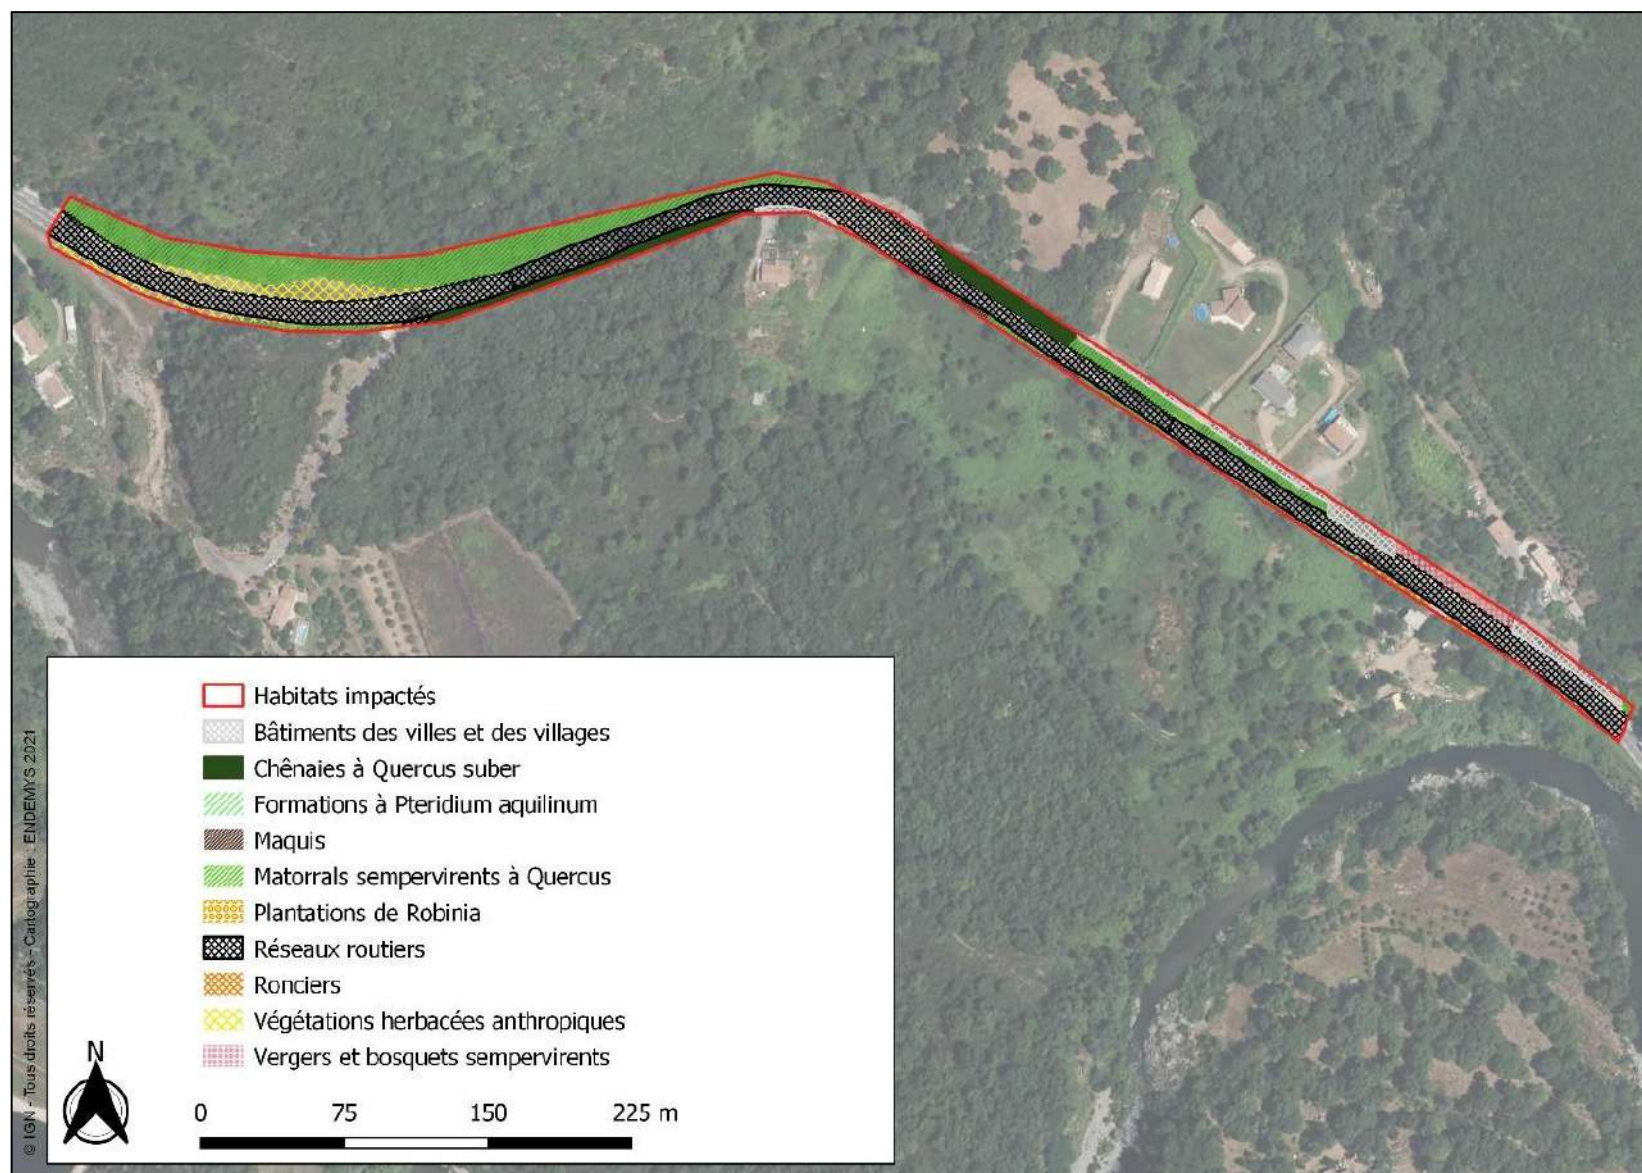 Habitats impactés
Bâtiments des villes et des villages
Chênaies à Quercus suber
Formations à Pteridium aquilinum
Maquis
Matorrals sempervirents à Quercus
Plantations de Robinia
Réseaux routiers
Ronciers
Végétations herbacées anthropiques
Vergers et bosquets sempervirents
N
0 75 150 225 m
© IGN - Tous droits réservés - Cartographie : ENDEMYS 2021